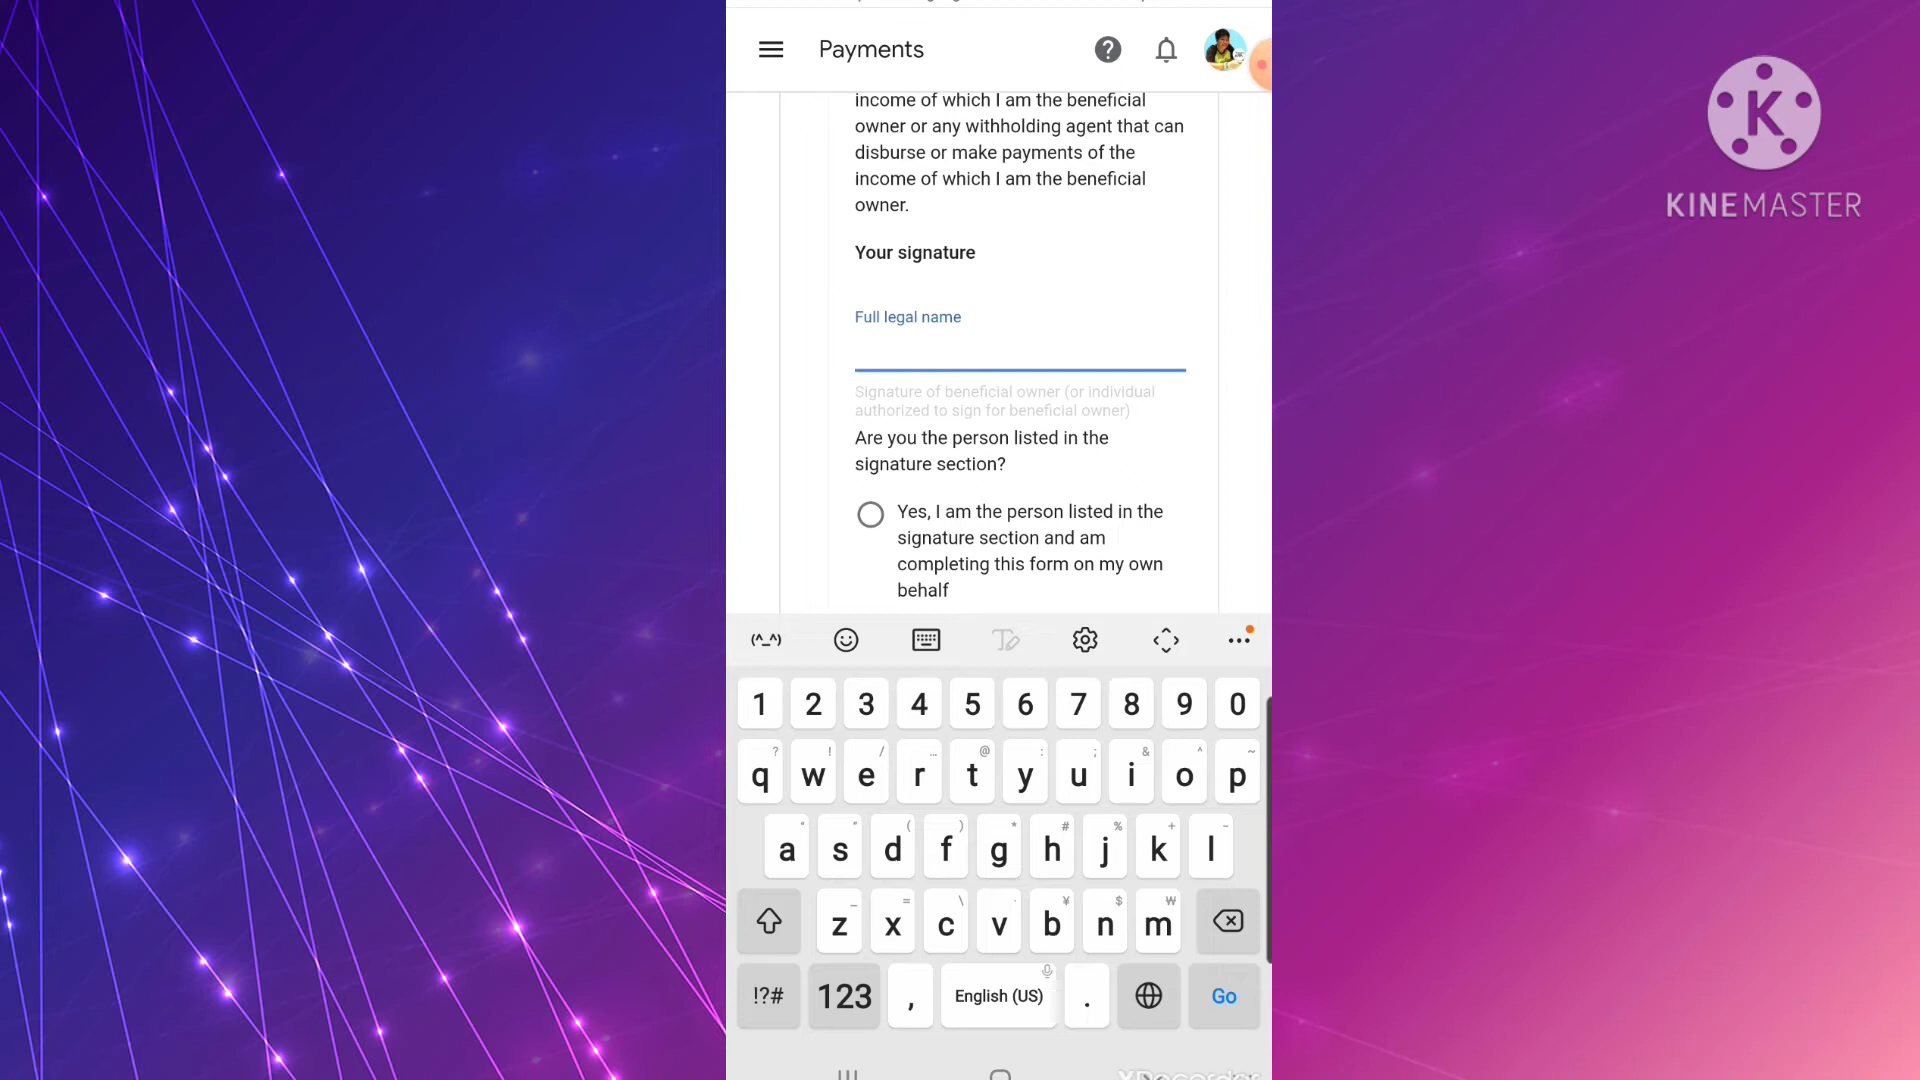 Payments
income of which I am the beneficial
owner or any withholding agent that can
disburse or make payments of the
income of which I am the beneficial
owner.
Your signature
Full legal name
Signature of beneficial owner (or individual
authorized to sign for beneficial owner)
Are you the person listed in the
signature section?
Yes, I am the person listed in the
signature section and am
completing this form on my own
behalf
KINEMASTER
(^_^)
1 2 3 4 5 6 7 8 9 0
q w e r t y u i o p
a s d f g h j k l
z x c v b n m
!?# 123 , English (US) . Go